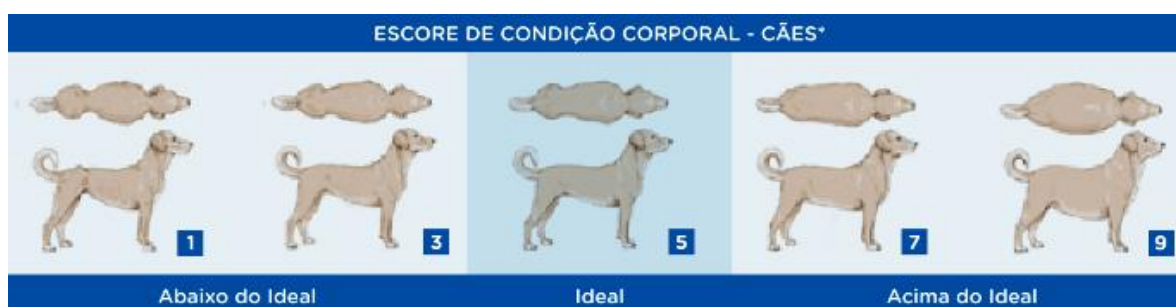 ESCORE DE CONDIÇÃO CORPORAL - CÃES*
1
3
5
7
9
Abaixo do Ideal
Ideal
Acima do Ideal